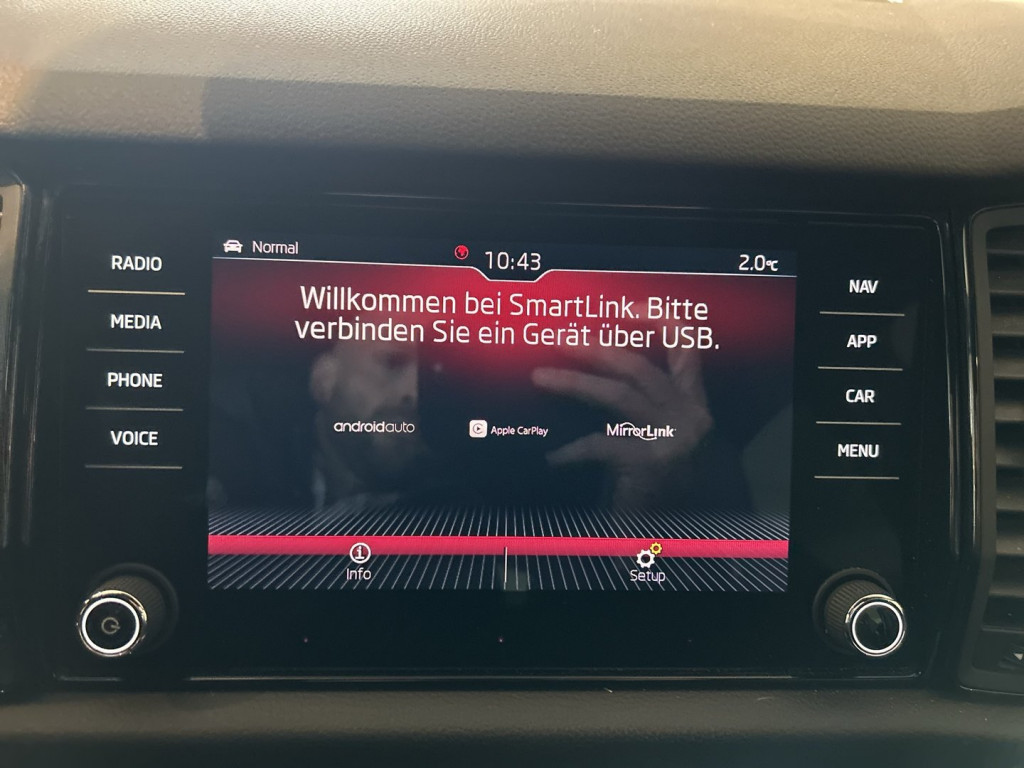 RADIO
MEDIA
PHONE
VOICE
Normal
10:43
2.0°C
Willkommen bei SmartLink. Bitte
verbinden Sie ein Gerät über USB.
androidauto
Apple CarPlay
MirrorLink
Info
Setup
NAV
APP
CAR
MENU